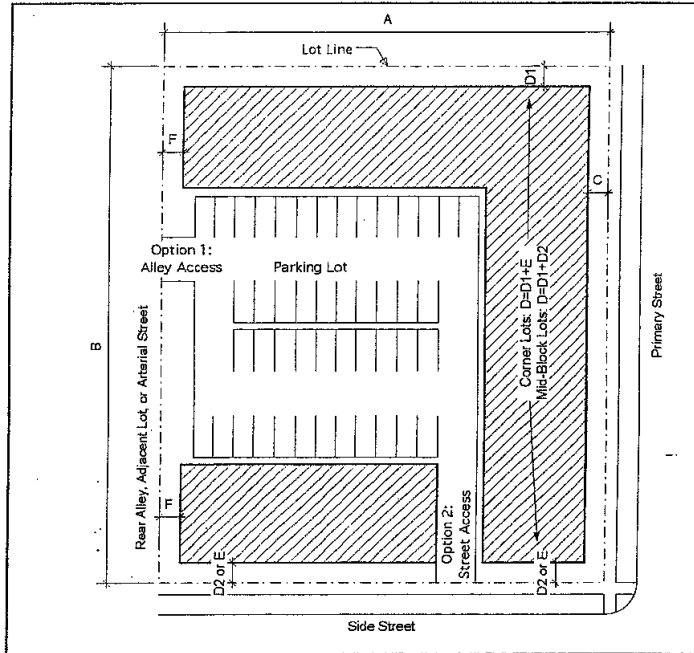 A
Lot Line
D1
F
C
Option 1:
Alley Access
Parking Lot
B
Rear Alley, Adjacent Lot, or Arterial Street
Corner Lots: D=D1+E
Mid-Block Lots: D=D1+D2
Primary Street
F
Option 2:
Street Access
D2 or E
D2 or E
Side Street